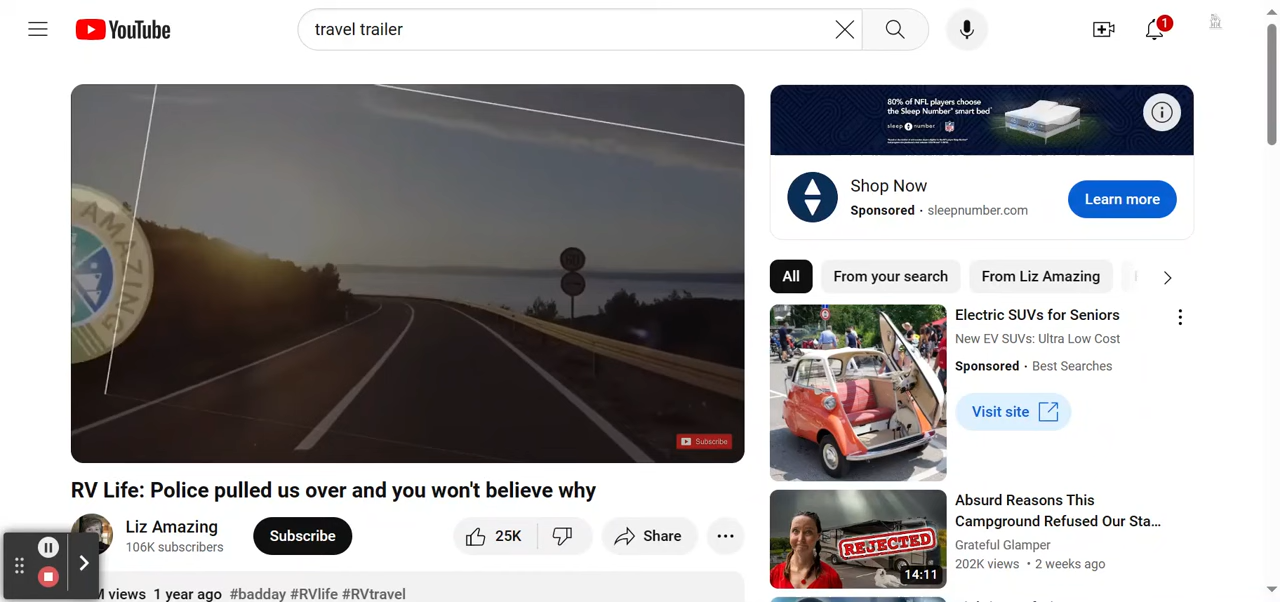 YouTube
travel trailer
1
AMAZING
Subscribe
80% of NFL players choose
the Sleep Number® smart bed
sleep number
Shop Now
Sponsored · sleepnumber.com
Learn more
All
From your search
From Liz Amazing
Electric SUVs for Seniors
New EV SUVs: Ultra Low Cost
Sponsored · Best Searches
Visit site
RV Life: Police pulled us over and you won't believe why
Liz Amazing
106K subscribers
Subscribe
25K
Share
views 1 year ago #badday #RVlife #RVtravel
REJECTED
14:11
Absurd Reasons This
Campground Refused Our Sta...
Grateful Glamper
202K views • 2 weeks ago